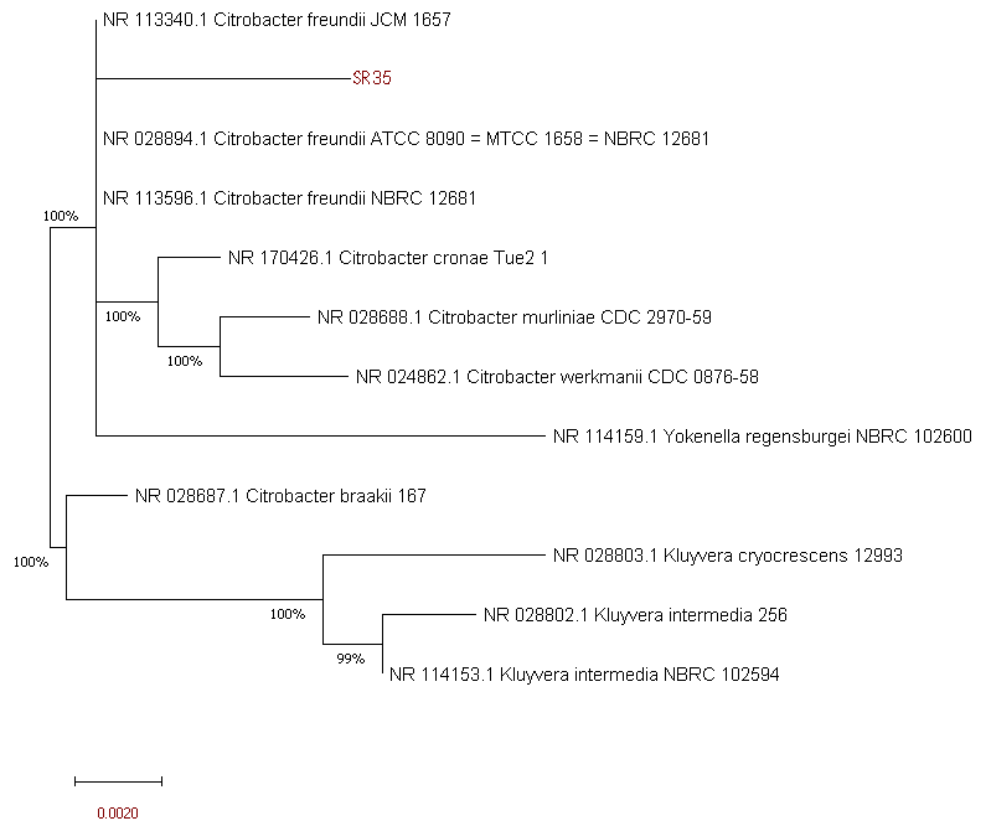 NR 113340.1 Citrobacter freundii JCM 1657
SR35
NR 028894.1 Citrobacter freundii ATCC 8090 = MTCC 1658 = NBRC 12681
NR 113596.1 Citrobacter freundii NBRC 12681
100%
NR 170426.1 Citrobacter cronae Tue2 1
100%
NR 028688.1 Citrobacter murliniae CDC 2970-59
100%
NR 024862.1 Citrobacter werkmanii CDC 0876-58
NR 114159.1 Yokenella regensburgei NBRC 102600
NR 028687.1 Citrobacter braakii 167
100%
NR 028803.1 Kluyvera cryocrescens 12993
100%
NR 028802.1 Kluyvera intermedia 256
99%
NR 114153.1 Kluyvera intermedia NBRC 102594
0.0020